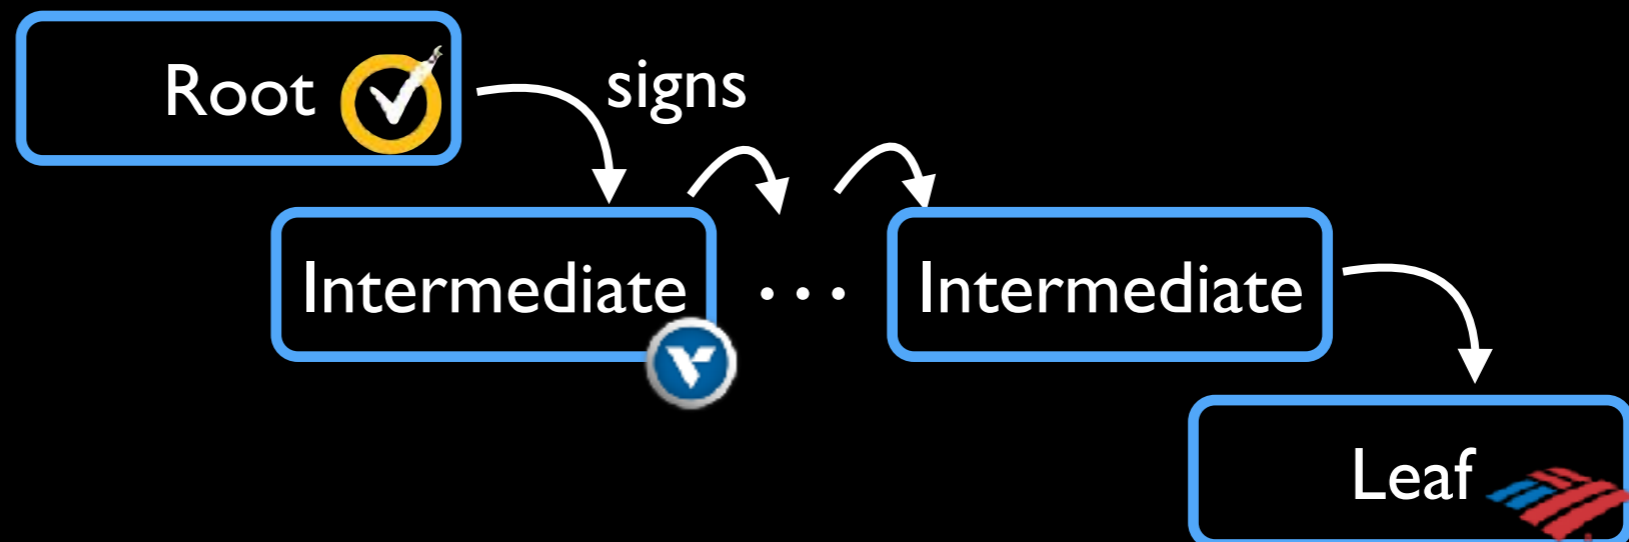 Root
signs
Intermediate
...
Intermediate
Leaf